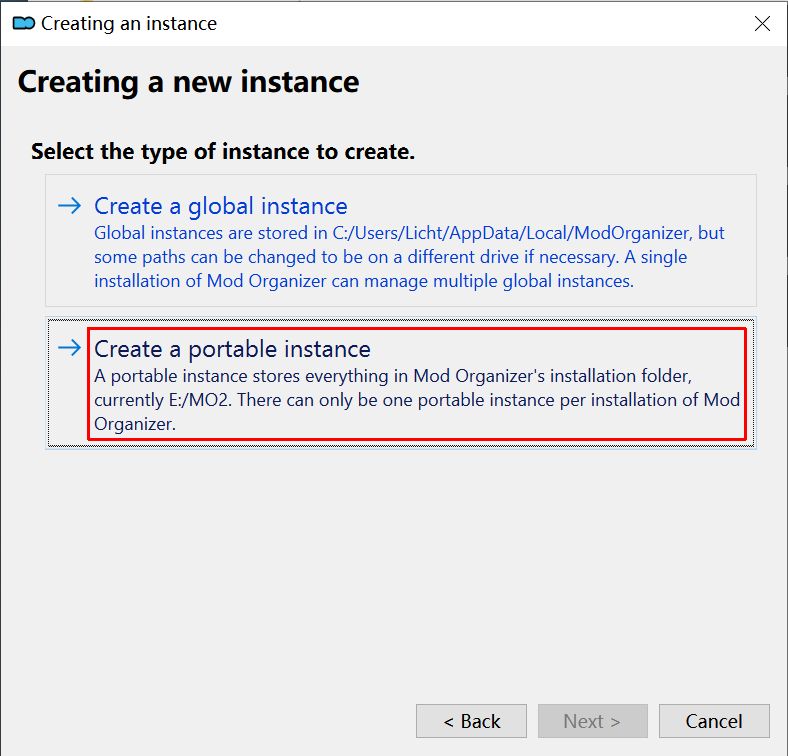 Creating an instance
Creating a new instance
Select the type of instance to create.
Create a global instance
Global instances are stored in C:/Users/Licht/AppData/Local/ModOrganizer, but
some paths can be changed to be on a different drive if necessary. A single
installation of Mod Organizer can manage multiple global instances.
Create a portable instance
A portable instance stores everything in Mod Organizer's installation folder,
currently E:/MO2. There can only be one portable instance per installation of Mod
Organizer.
< Back
Next >
Cancel